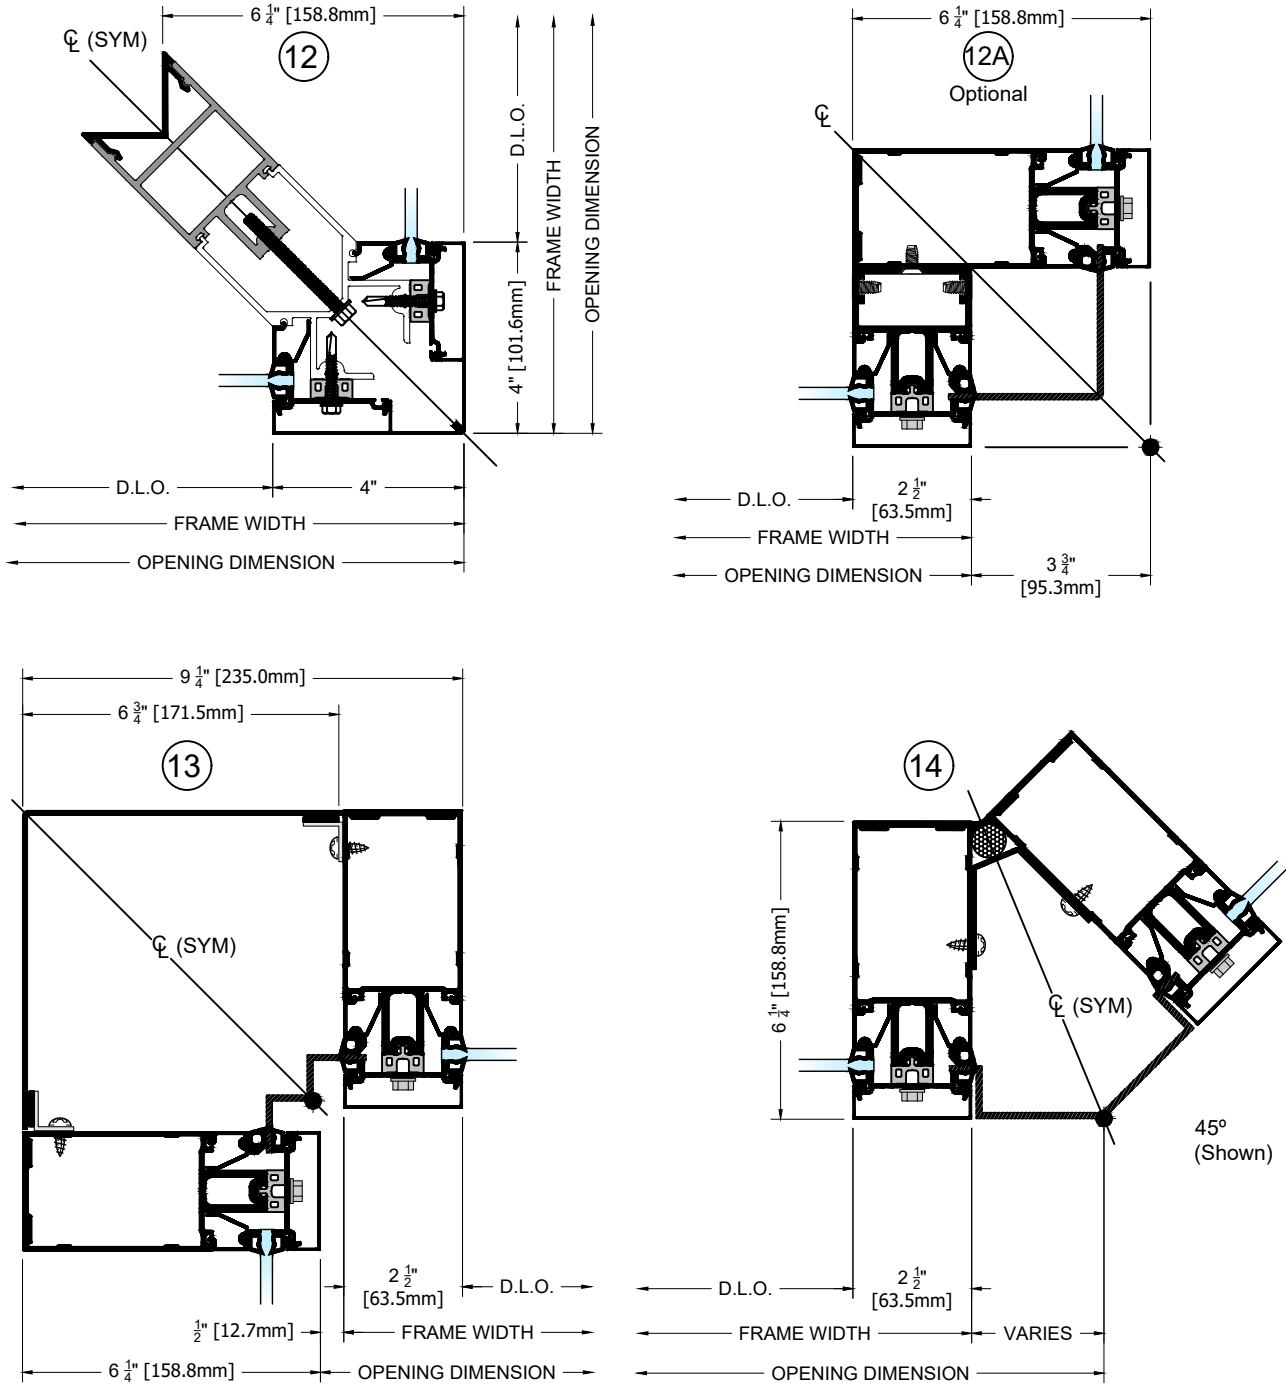 6 1/4" [158.8mm]
℄ (SYM)
12
D.L.O.
FRAME WIDTH
OPENING DIMENSION
4" [101.6mm]
D.L.O.
4"
FRAME WIDTH
OPENING DIMENSION
6 1/4" [158.8mm]
12A
Optional
℄
D.L.O.
2 1/2"
[63.5mm]
FRAME WIDTH
OPENING DIMENSION
3 3/4"
[95.3mm]
9 1/4" [235.0mm]
6 3/4" [171.5mm]
13
℄ (SYM)
2 1/2"
[63.5mm]
D.L.O.
1/2" [12.7mm]
FRAME WIDTH
6 1/4" [158.8mm]
OPENING DIMENSION
14
6 1/4" [158.8mm]
℄ (SYM)
45º
(Shown)
D.L.O.
2 1/2"
[63.5mm]
FRAME WIDTH
VARIES
OPENING DIMENSION